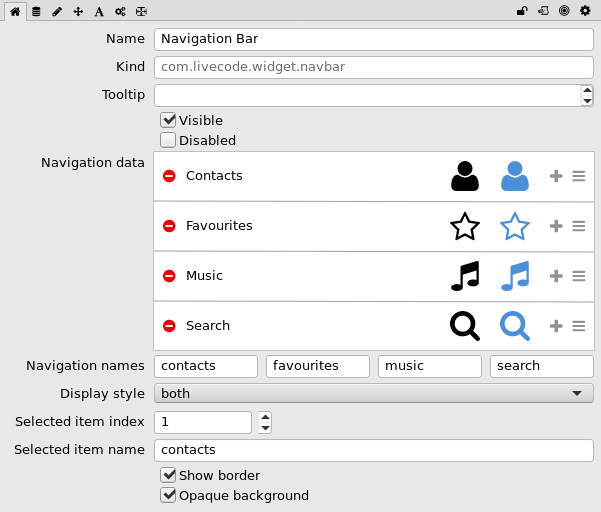 Name Navigation Bar
Kind com.livecode.widget.navbar
Tooltip
Visible
Disabled
Navigation data
Contacts
Favourites
Music
Search
Navigation names contacts favourites music search
Display style both
Selected item index 1
Selected item name contacts
Show border
Opaque background